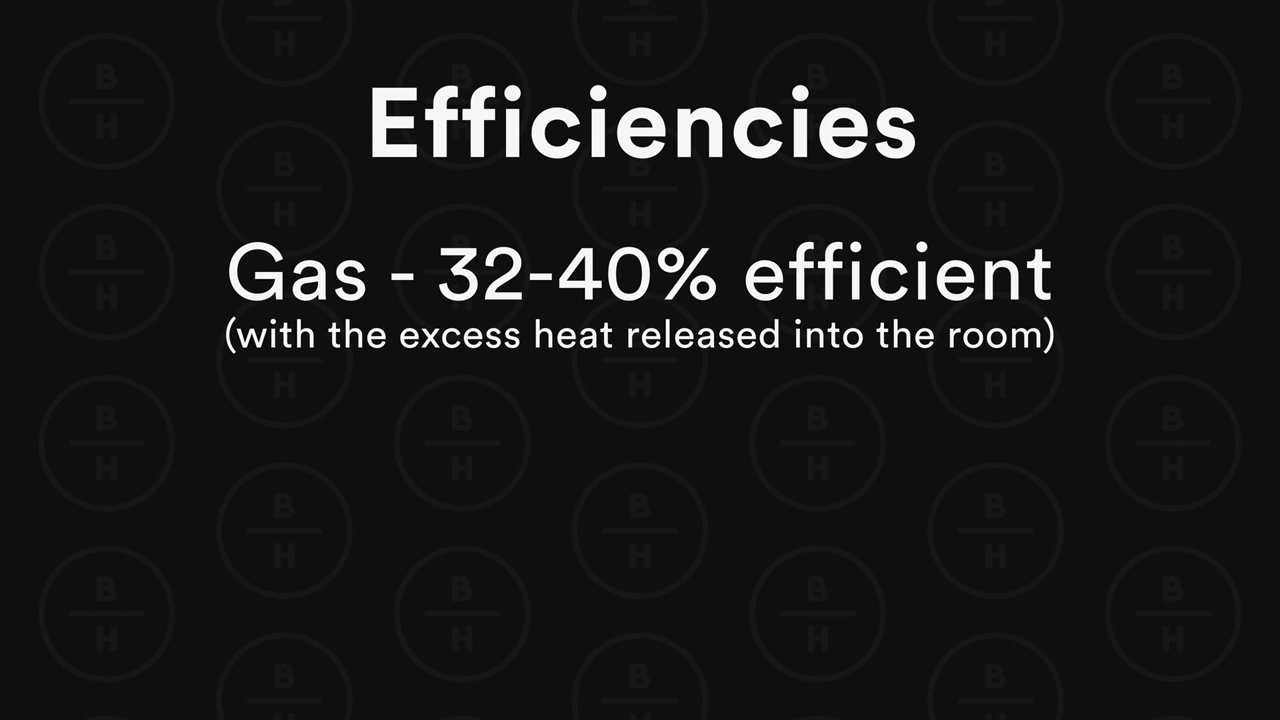 Efficiencies
Gas - 32-40% efficient
(with the excess heat released into the room)